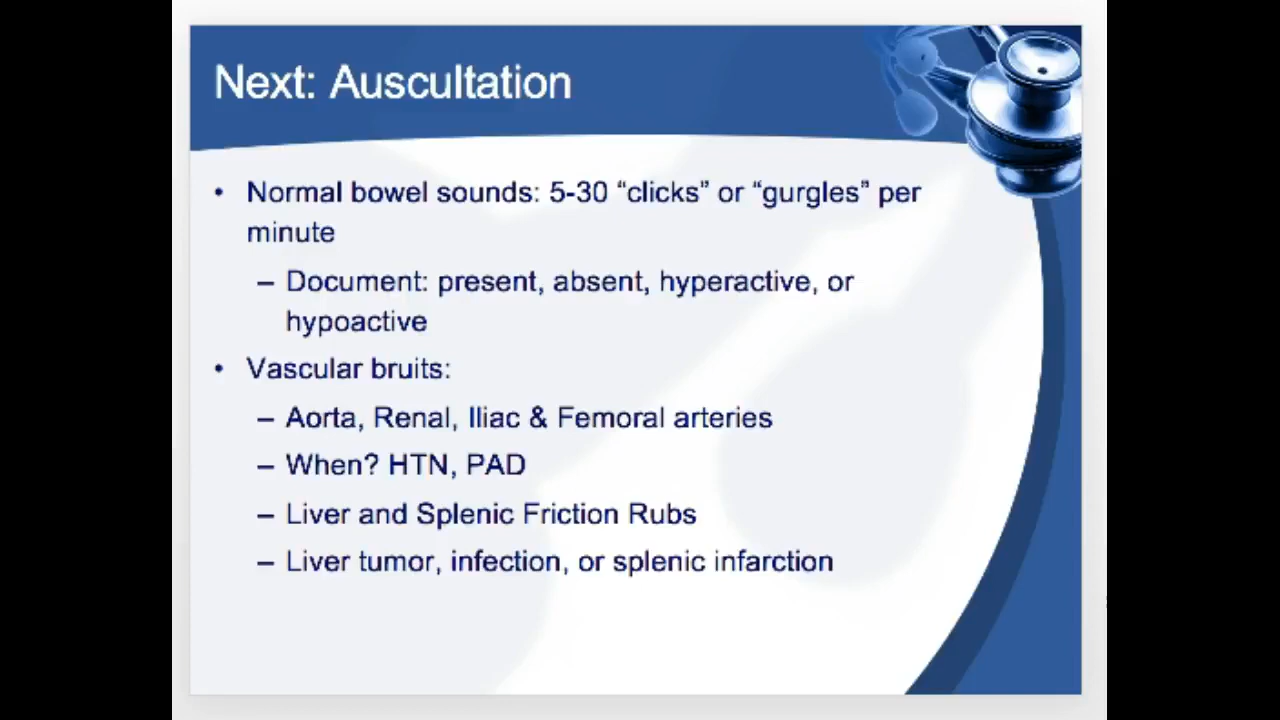 Next: Auscultation
• Normal bowel sounds: 5-30 “clicks” or “gurgles” per
minute
– Document: present, absent, hyperactive, or
hypoactive
• Vascular bruits:
– Aorta, Renal, Iliac & Femoral arteries
– When? HTN, PAD
– Liver and Splenic Friction Rubs
– Liver tumor, infection, or splenic infarction